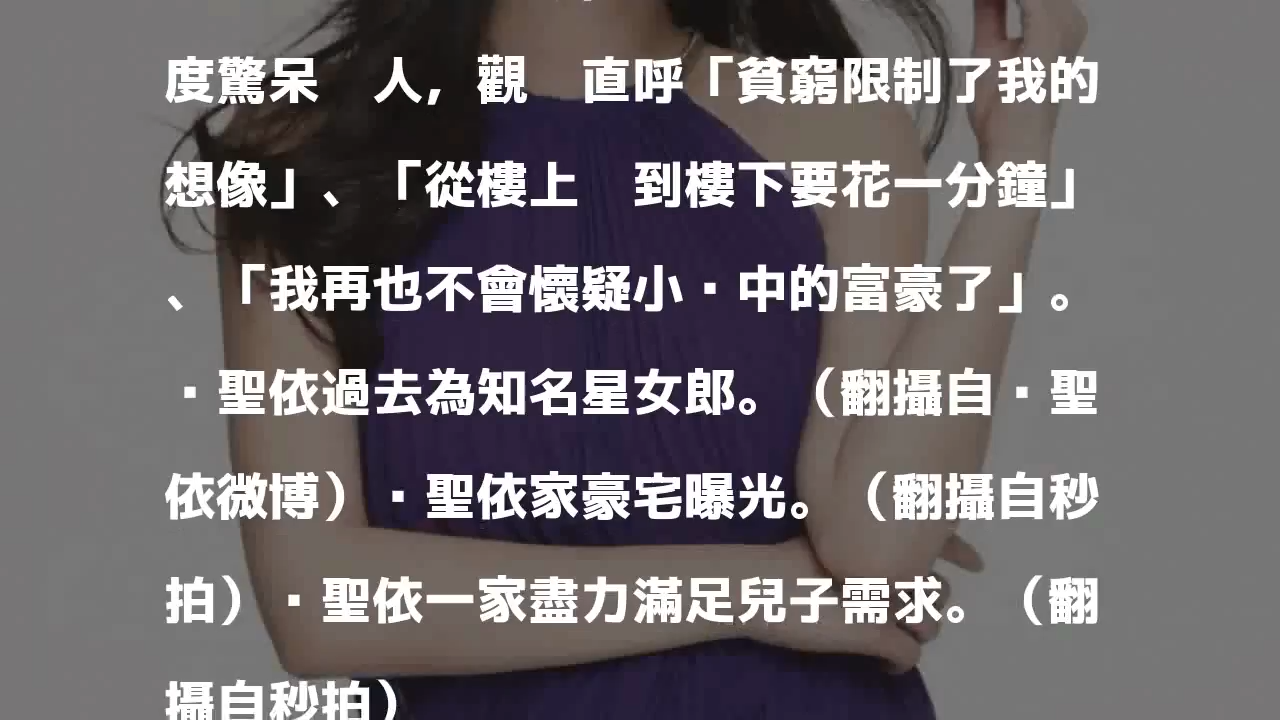 度驚呆　人，觀　直呼「貧窮限制了我的
想像」、「從樓上　到樓下要花一分鐘」
、「我再也不會懷疑小▪中的富豪了」。
▪聖依過去為知名星女郎。（翻攝自▪聖
依微博）▪聖依家豪宅曝光。（翻攝自秒
拍）▪聖依一家盡力滿足兒子需求。（翻
攝自秒拍）